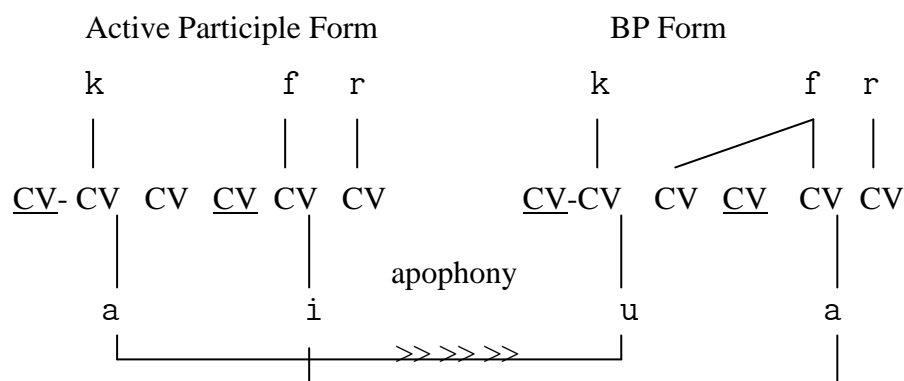 Active Participle Form BP Form
k f r k f r
CV- CV CV CV CV CV CV-CV CV CV CV CV
apophony
a i u a
>> >> >>